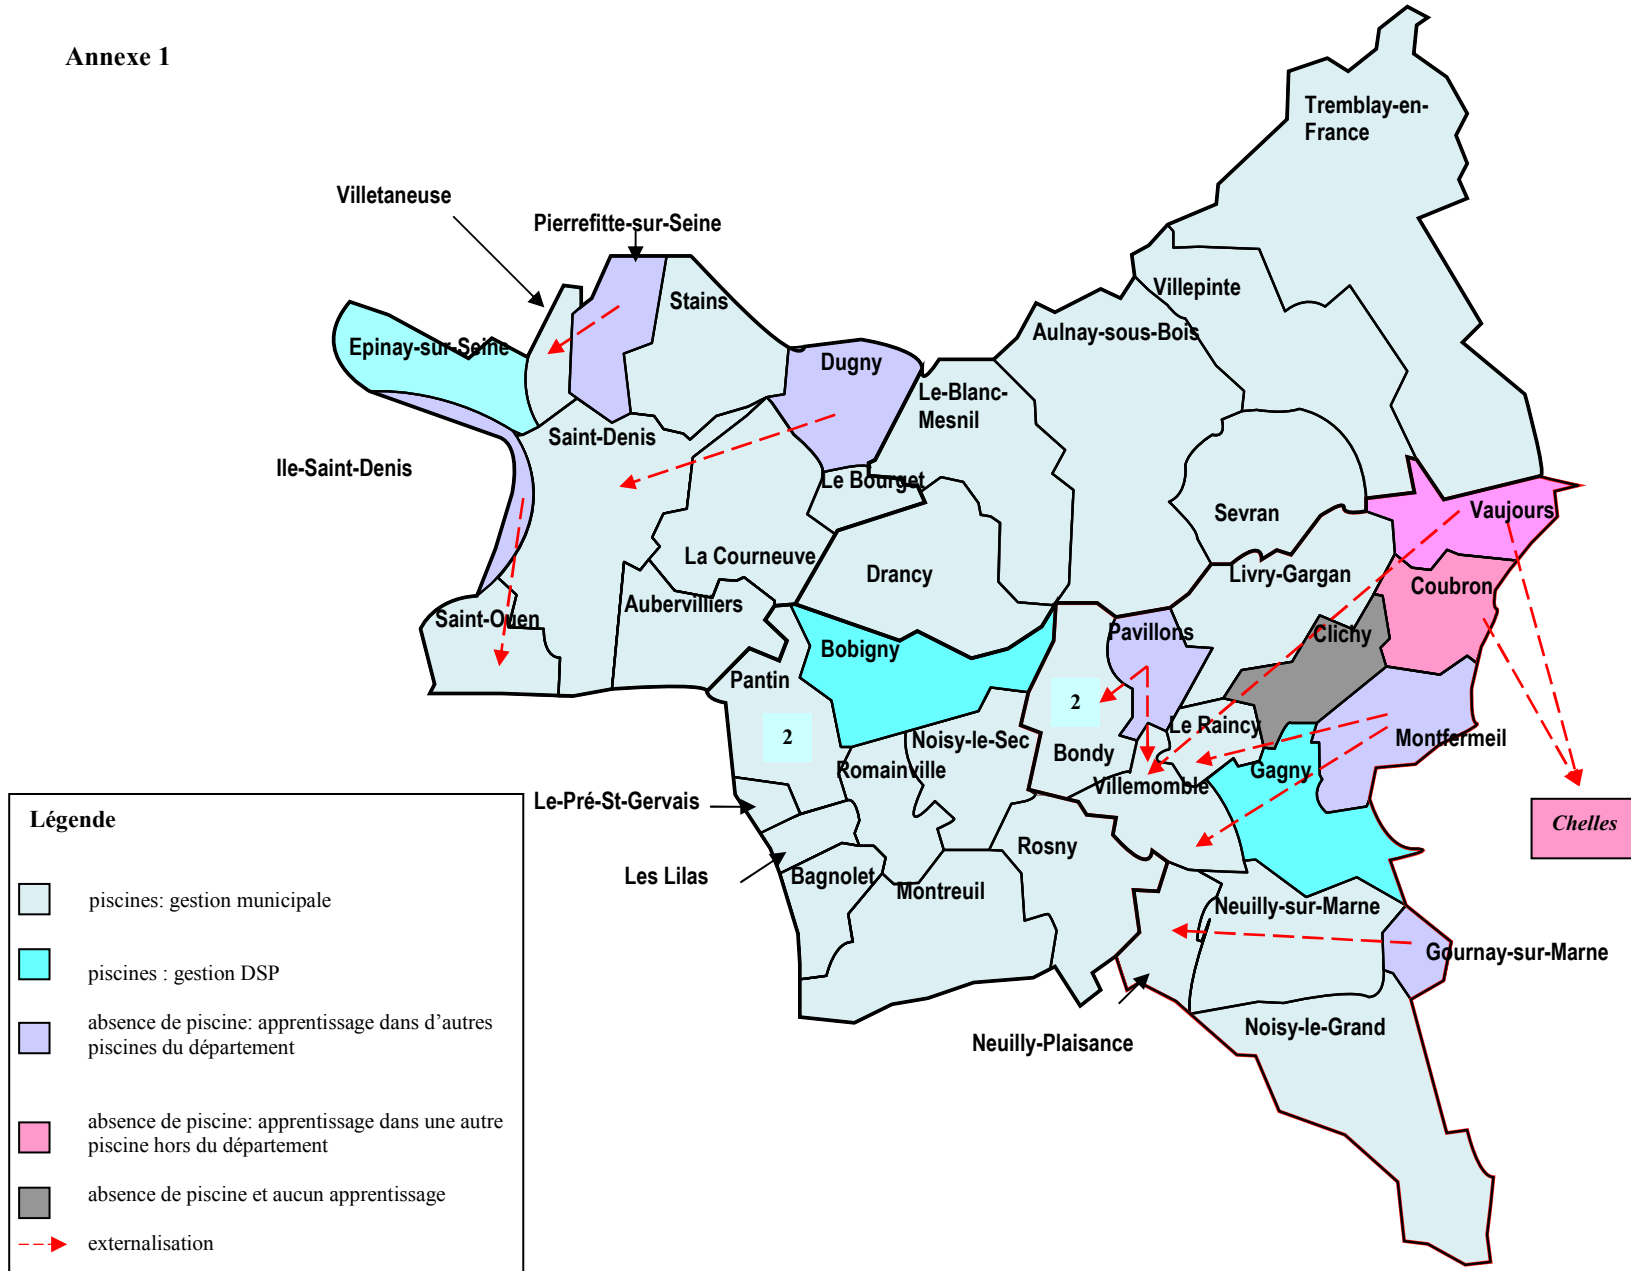 Annexe 1
Tremblay-en-
France
Villetaneuse
Pierrefitte-sur-Seine
Villepinte
Stains
Aulnay-sous-Bois
Epinay-sur-Seine
Dugny
Le-Blanc-
Mesnil
Saint-Denis
Ile-Saint-Denis
Le Bourget
Sevran
Vaujours
La Courneuve
Drancy
Livry-Gargan
Coubron
Aubervilliers
Saint-Ouen
Pavillons
Clichy
Bobigny
Pantin
2
2
Le Raincy
Noisy-le-Sec
Bondy
Montfermeil
Romainville
Gagny
Villemomble
Le-Pré-St-Gervais
Chelles
Rosny
Les Lilas
Bagnolet
Montreuil
Neuilly-sur-Marne
Gournay-sur-Marne
Noisy-le-Grand
Neuilly-Plaisance
Légende
piscines: gestion municipale
piscines : gestion DSP
absence de piscine: apprentissage dans d’autres
piscines du département
absence de piscine: apprentissage dans une autre
piscine hors du département
absence de piscine et aucun apprentissage
externalisation